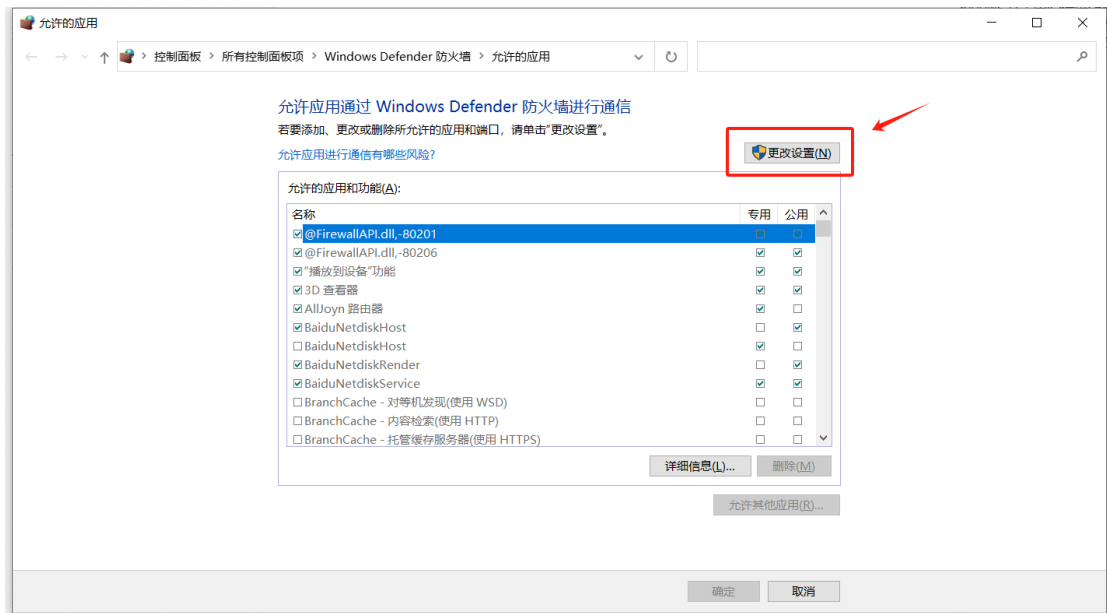 允许的应用
控制面板 > 所有控制面板项 > Windows Defender 防火墙 > 允许的应用
允许应用通过 Windows Defender 防火墙进行通信
若要添加、更改或删除所允许的应用和端口，请单击"更改设置"。
允许应用进行通信有哪些风险?
更改设置(N)
允许的应用和功能(A):
名称 专用 公用
@FirewallAPI.dll,-80201
@FirewallAPI.dll,-80206
"播放到设备"功能
3D 查看器
AllJoyn 路由器
BaiduNetdiskHost
BaiduNetdiskHost
BaiduNetdiskRender
BaiduNetdiskService
BranchCache - 对等机发现(使用 WSD)
BranchCache - 内容检索(使用 HTTP)
BranchCache - 托管缓存服务器(使用 HTTPS)
详细信息(L)... 删除(M)
允许其他应用(R)...
确定 取消